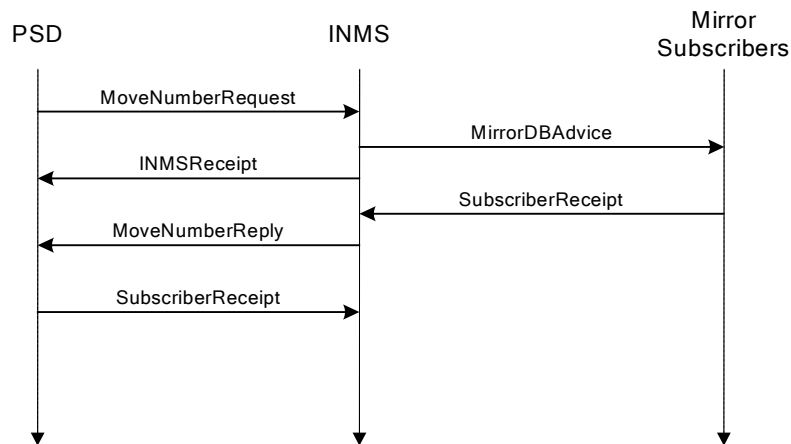 PSD
INMS
Mirror
Subscribers
MoveNumberRequest
MirrorDBAdvice
INMSReceipt
SubscriberReceipt
MoveNumberReply
SubscriberReceipt